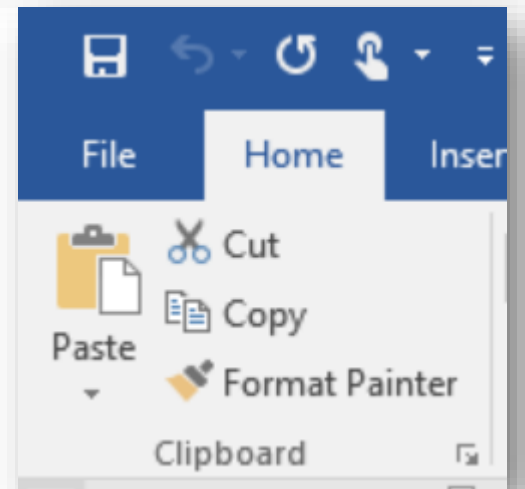 File Home Inser
Cut
Copy
Paste
Format Painter
Clipboard